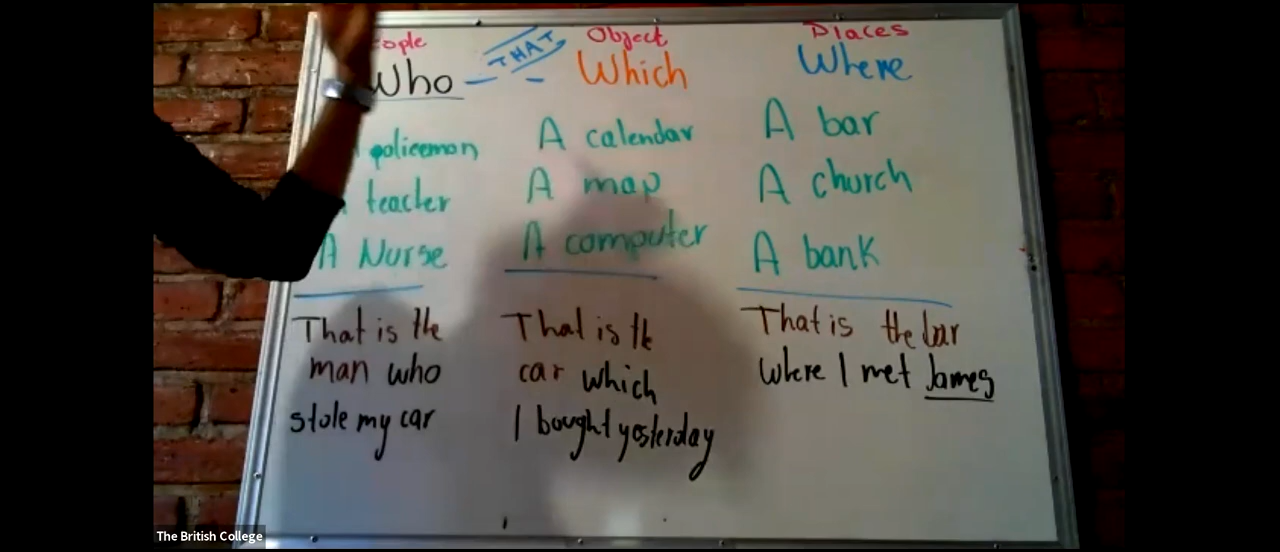 ople THAT Object Places
Who Which Where
policeman A calendar A bar
teacher A map A church
A Nurse A computer A bank
That is the
man who
stole my car
That is the
car which
I bought yesterday
That is the bar
where I met James
The British College